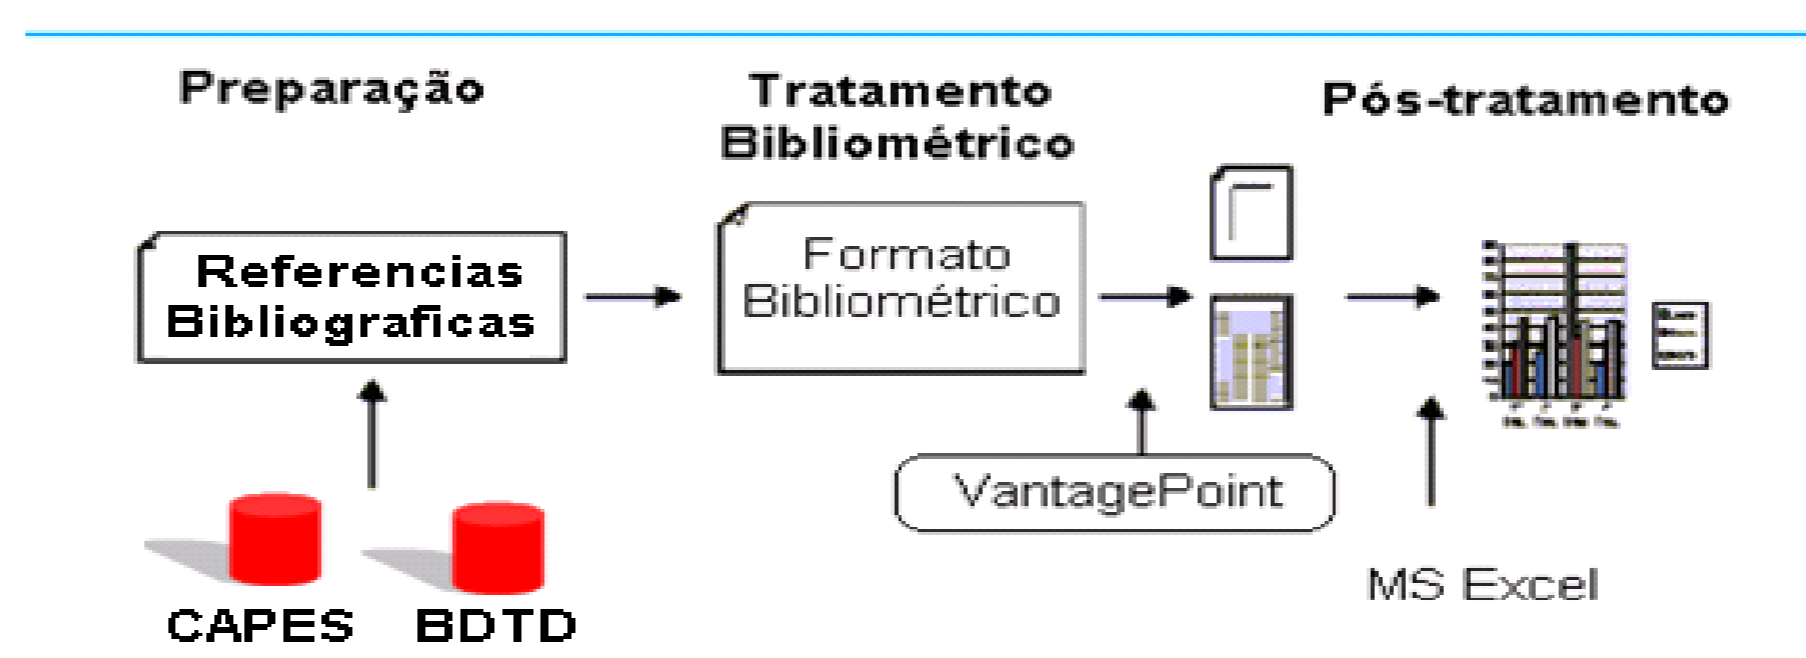 Preparação
Tratamento
Bibliométrico
Pós-tratamento
Referencias
Bibliograficas
Formato
Bibliométrico
VantagePoint
MS Excel
CAPES
BDTD